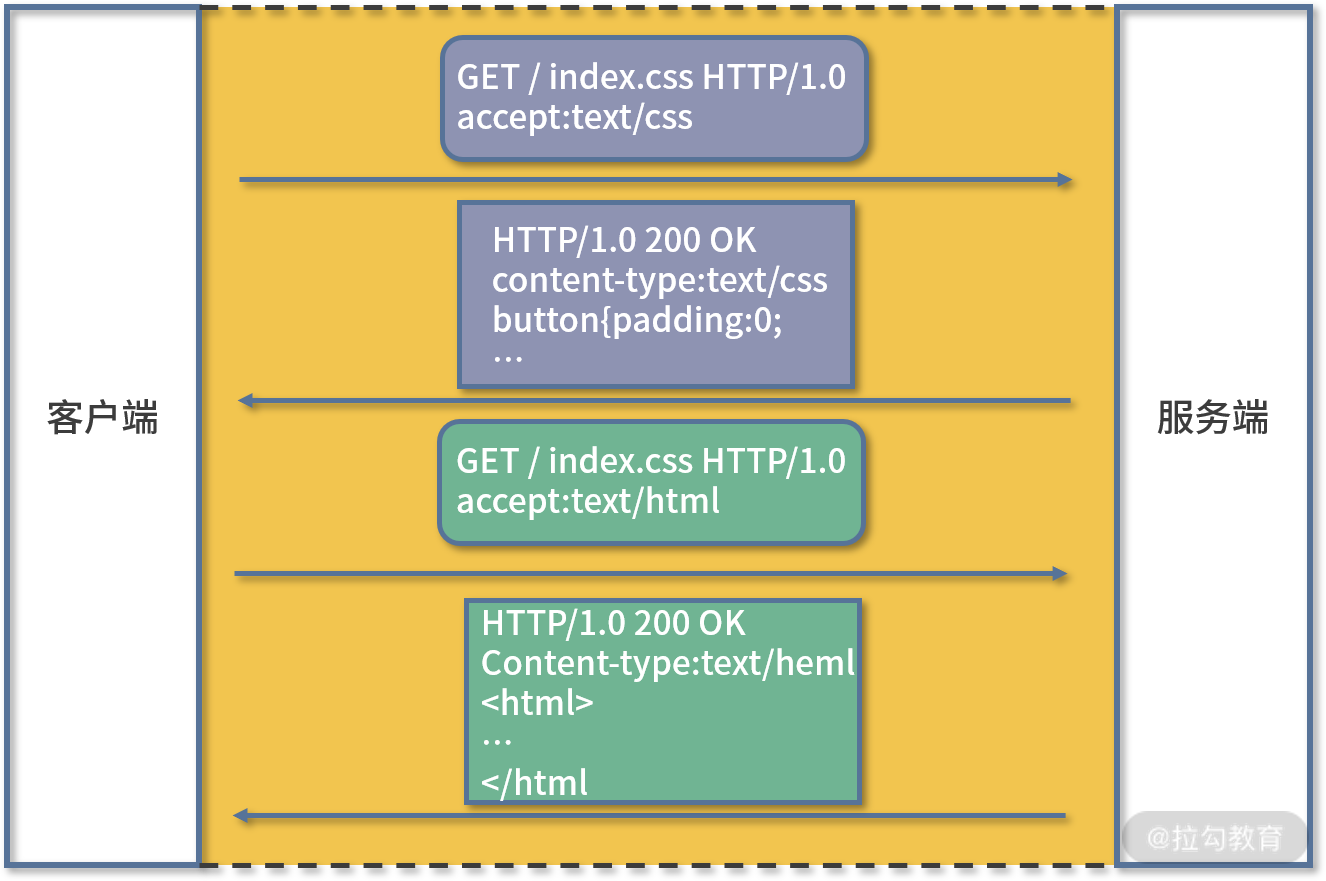 GET / index.css HTTP/1.0
accept:text/css
HTTP/1.0 200 OK
content-type:text/css
button{padding:0;
...
客户端
服务端
GET / index.css HTTP/1.0
accept:text/html
HTTP/1.0 200 OK
Content-type:text/heml
<html>
...
</html
@拉勾教育